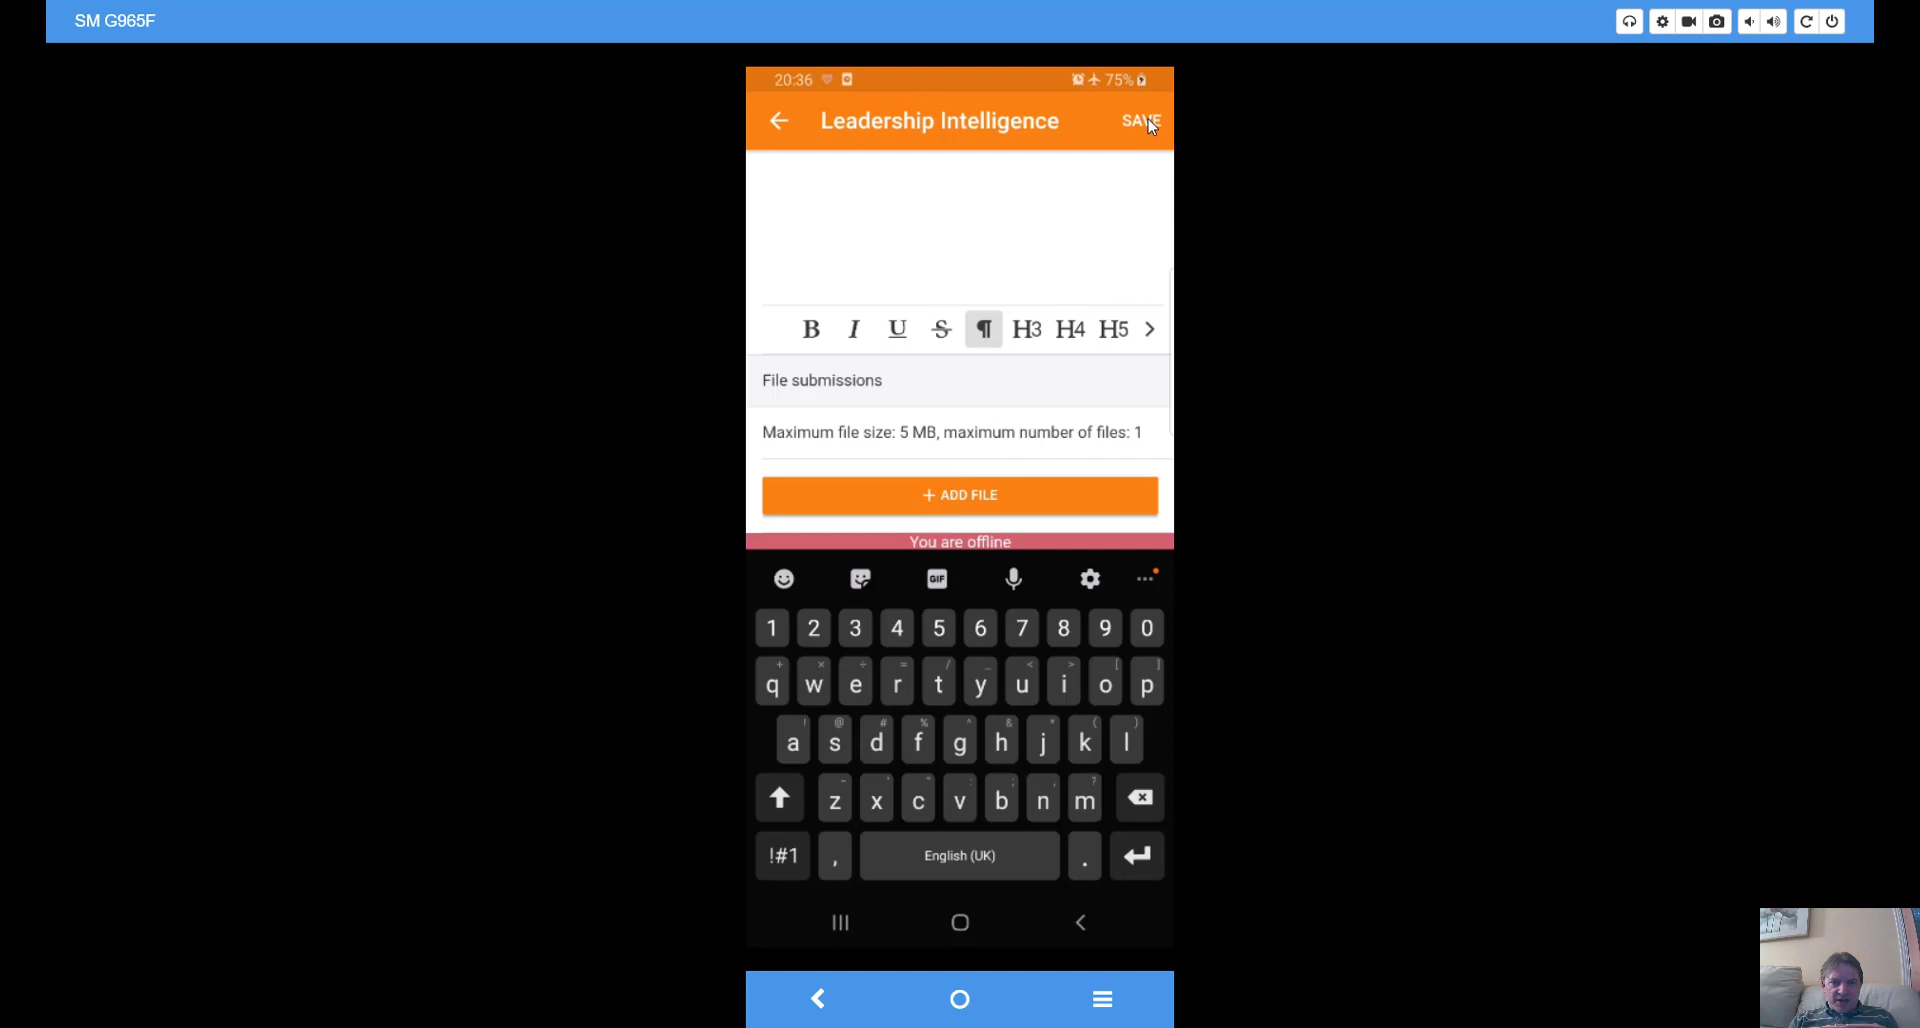 SM G965F
20:36 75%
Leadership Intelligence SAVE
B I U S ¶ H3 H4 H5
File submissions
Maximum file size: 5 MB, maximum number of files: 1
+ ADD FILE
You are offline
GIF
1 2 3 4 5 6 7 8 9 0
+ × ÷ = / _ < > [ ]
q w e r t y u i o p
! @ # % ^ & * ( )
a s d f g h j k l
- ' " : ; , ?
z x c v b n m
!#1 , English (UK) .